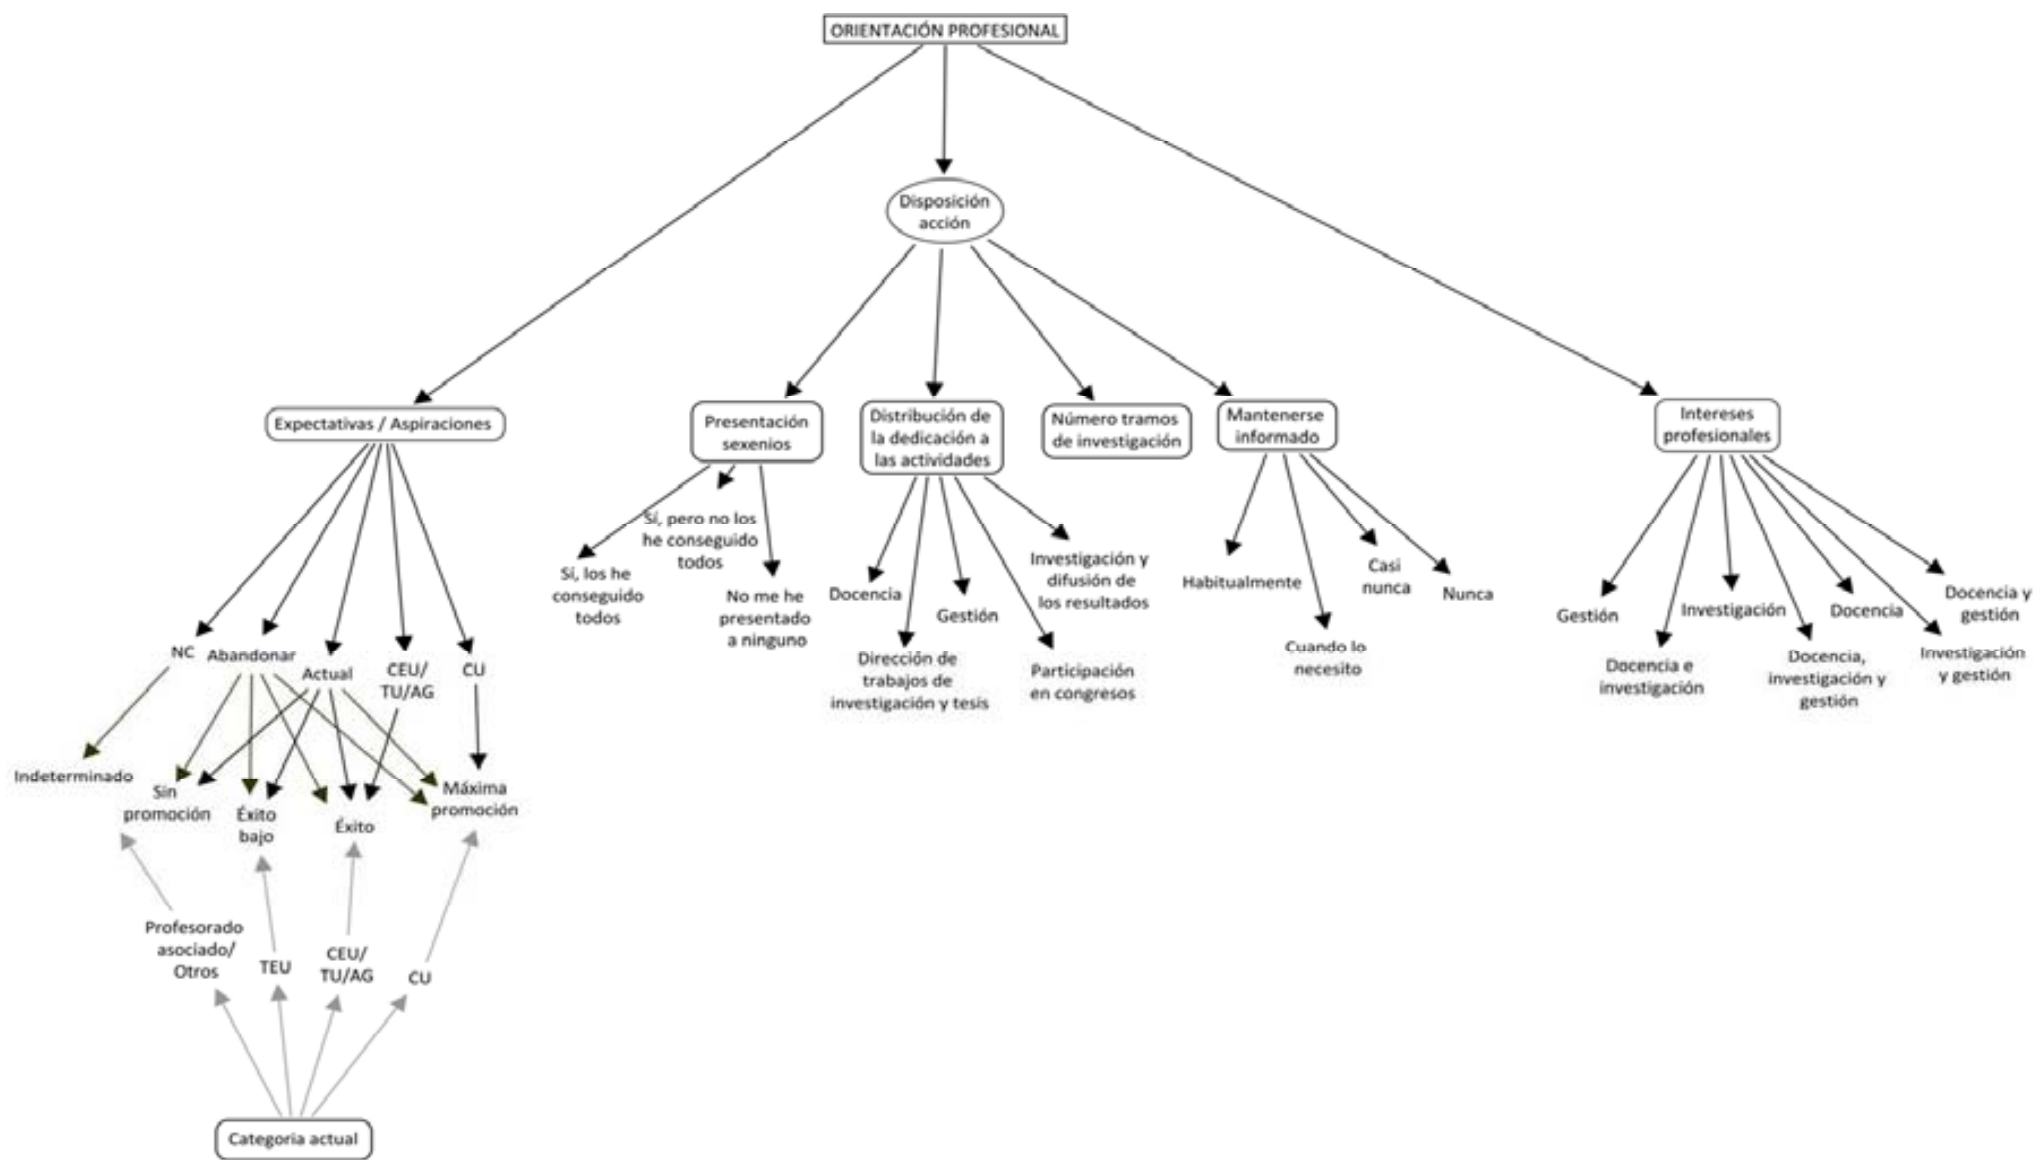 ORIENTACIÓN PROFESIONAL
Disposición
acción
Expectativas / Aspiraciones
Presentación
sexenios
Distribución de
la dedicación a
las actividades
Número tramos
de investigación
Mantenerse
informado
Intereses
profesionales
Sí, los he
conseguido
todos
Sí, pero no los
he conseguido
todos
No me he
presentado
a ninguno
Docencia
Dirección de
trabajos de
investigación y tesis
Gestión
Participación
en congresos
Investigación y
difusión de
los resultados
Habitualmente
Cuando lo
necesito
Casi
nunca
Nunca
Gestión
Docencia e
investigación
Investigación
Docencia,
investigación y
gestión
Docencia
Investigación
y gestión
Docencia y
gestión
NC
Abandonar
Actual
CEU/
TU/AG
CU
Indeterminado
Sin
promoción
Éxito
bajo
Éxito
Máxima
promoción
Profesorado
asociado/
Otros
TEU
CEU/
TU/AG
CU
Categoria actual